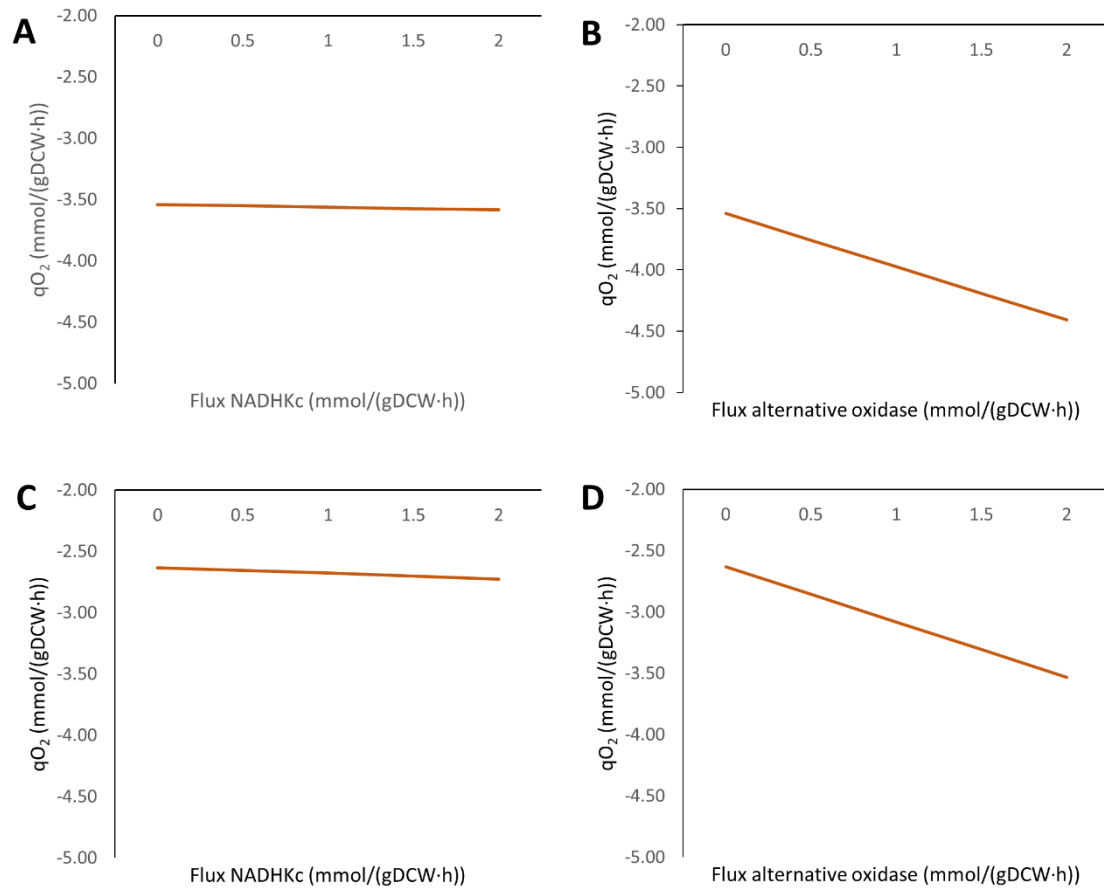 A
-2.00
0 0.5 1 1.5 2
-2.50
-3.00
-3.50
-4.00
-4.50
-5.00
qO2 (mmol/(gDCW·h))
Flux NADHKc (mmol/(gDCW·h))
B
-2.00
0 0.5 1 1.5 2
-2.50
-3.00
-3.50
-4.00
-4.50
-5.00
qO2 (mmol/(gDCW·h))
Flux alternative oxidase (mmol/(gDCW·h))
C
-2.00
0 0.5 1 1.5 2
-2.50
-3.00
-3.50
-4.00
-4.50
-5.00
qO2 (mmol/(gDCW·h))
Flux NADHKc (mmol/(gDCW·h))
D
-2.00
0 0.5 1 1.5 2
-2.50
-3.00
-3.50
-4.00
-4.50
-5.00
qO2 (mmol/(gDCW·h))
Flux alternative oxidase (mmol/(gDCW·h))